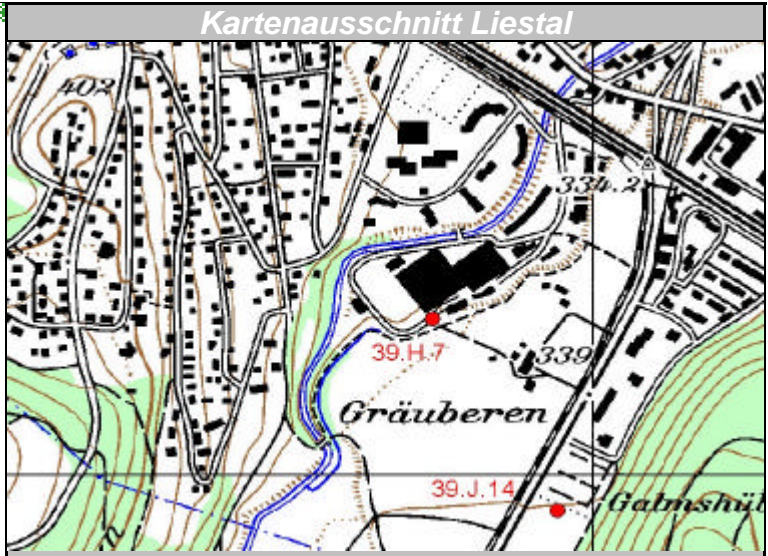 Kartenausschnitt Liestal
402
334.2
39.H.7
339
Gräuberen
39.J.14